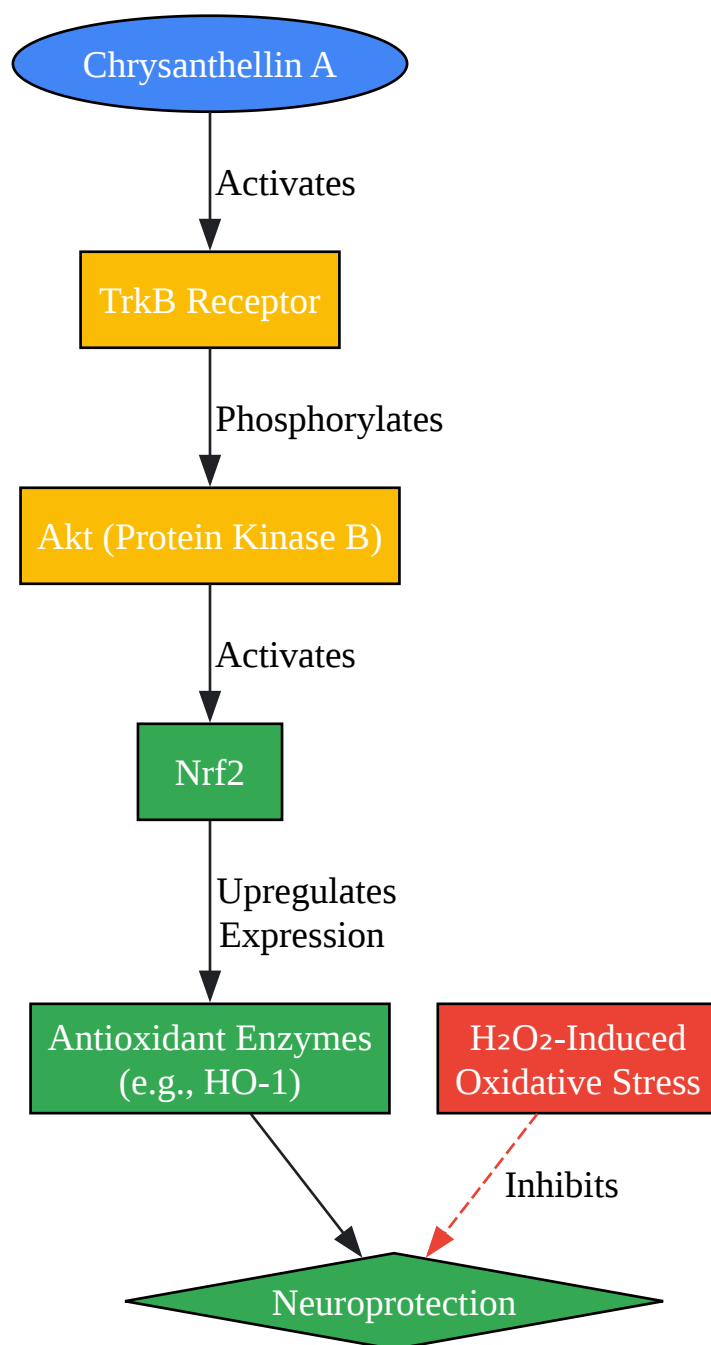 Chrysanthellin A
Activates
TrkB Receptor
Phosphorylates
Akt (Protein Kinase B)
Activates
Nrf2
Upregulates
Expression
Antioxidant Enzymes
(e.g., HO-1)
H₂O₂-Induced
Oxidative Stress
Inhibits
Neuroprotection